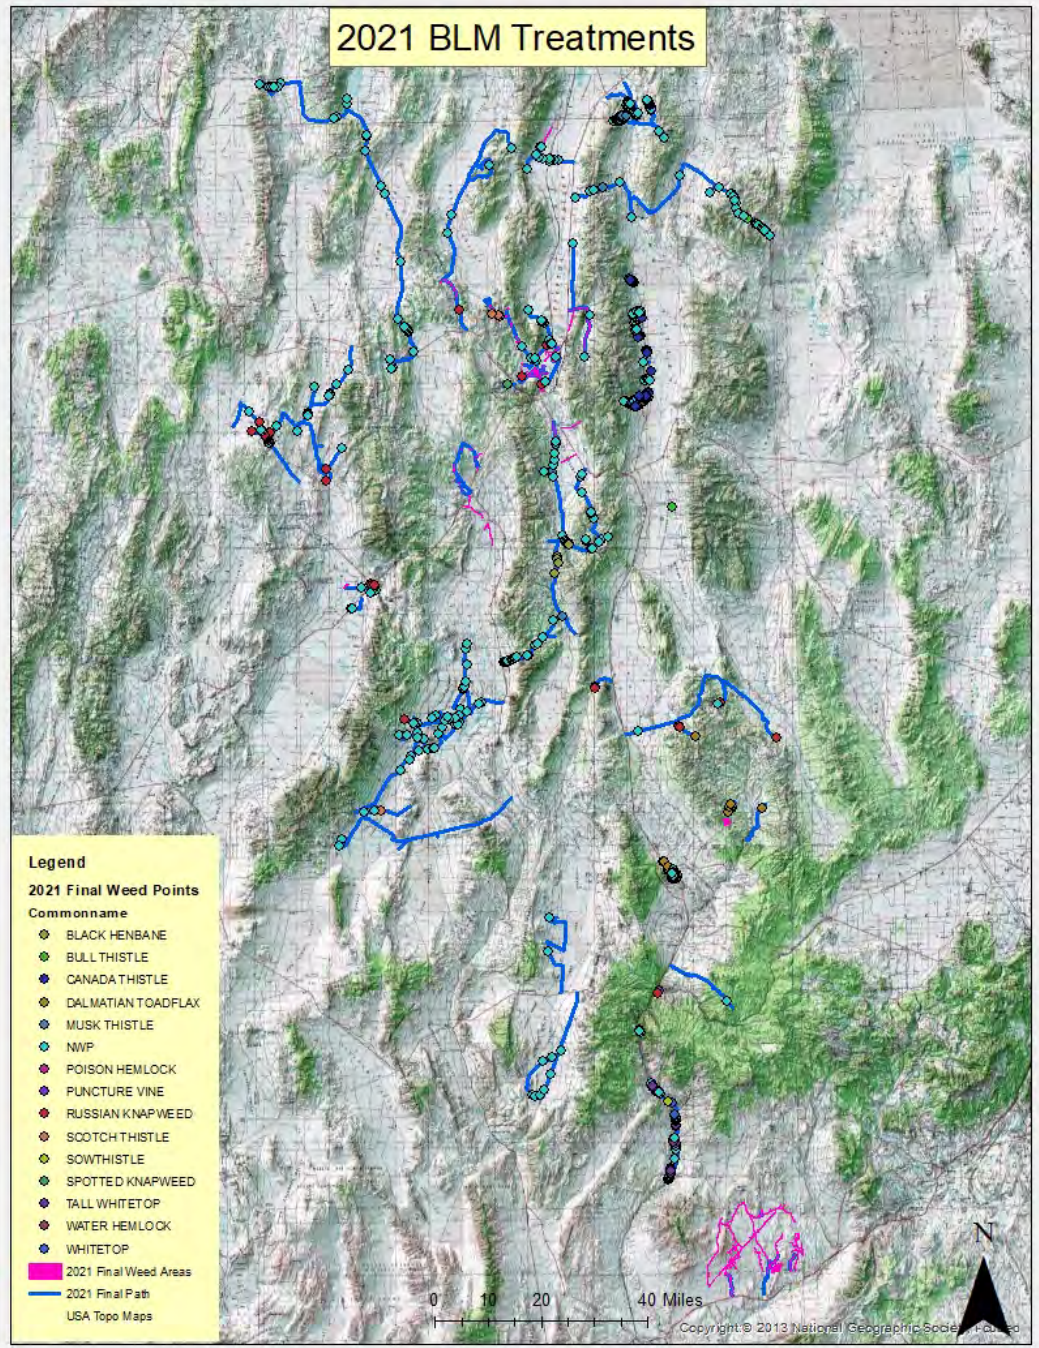 2021 BLM Treatments
Legend
2021 Final Weed Points
Commonname
BLACK HENBANE
BULL THISTLE
CANADA THISTLE
DALMATIAN TOADFLAX
MUSK THISTLE
NWP
POISON HEMLOCK
PUNCTURE VINE
RUSSIAN KNAPWEED
SCOTCH THISTLE
SOWTHISTLE
SPOTTED KNAPWEED
TALL WHITETOP
WATER HEMLOCK
WHITETOP
2021 Final Weed Areas
2021 Final Path
USA Topo Maps
N
0 10 20 40 Miles
Copyright:© 2013 National Geographic Society,